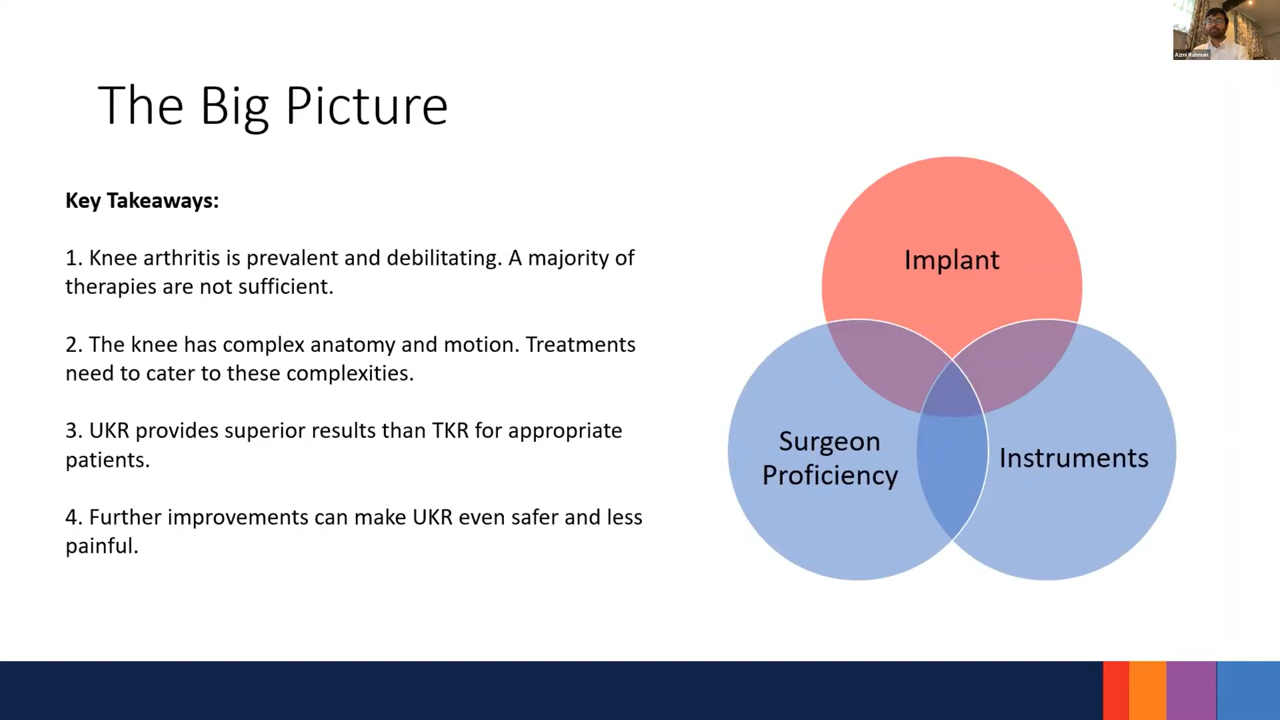 Azmi Rahman
The Big Picture
Key Takeaways:
1. Knee arthritis is prevalent and debilitating. A majority of
therapies are not sufficient.
2. The knee has complex anatomy and motion. Treatments
need to cater to these complexities.
3. UKR provides superior results than TKR for appropriate
patients.
4. Further improvements can make UKR even safer and less
painful.
Implant
Surgeon
Proficiency
Instruments